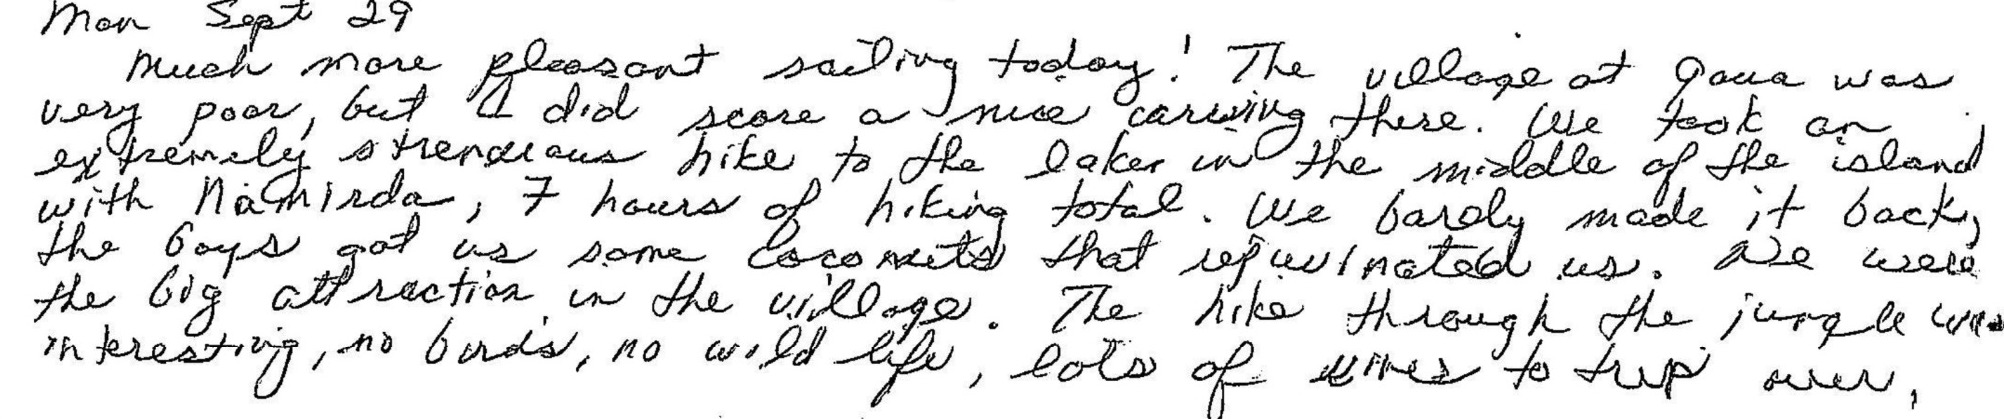 Mon Sept 29
Much more pleasant sailing today! The village at Gaua was
very poor, but I did score a nice carving there. We took an
extremely strenuous hike to the lake in the middle of the island
with Namirda, 7 hours of hiking total. We barely made it back,
the boys got us some coconuts that rejuvinated us. We were
the big attraction in the village. The hike through the jungle was
interesting, no birds, no wild life, lots of vines to trip over,